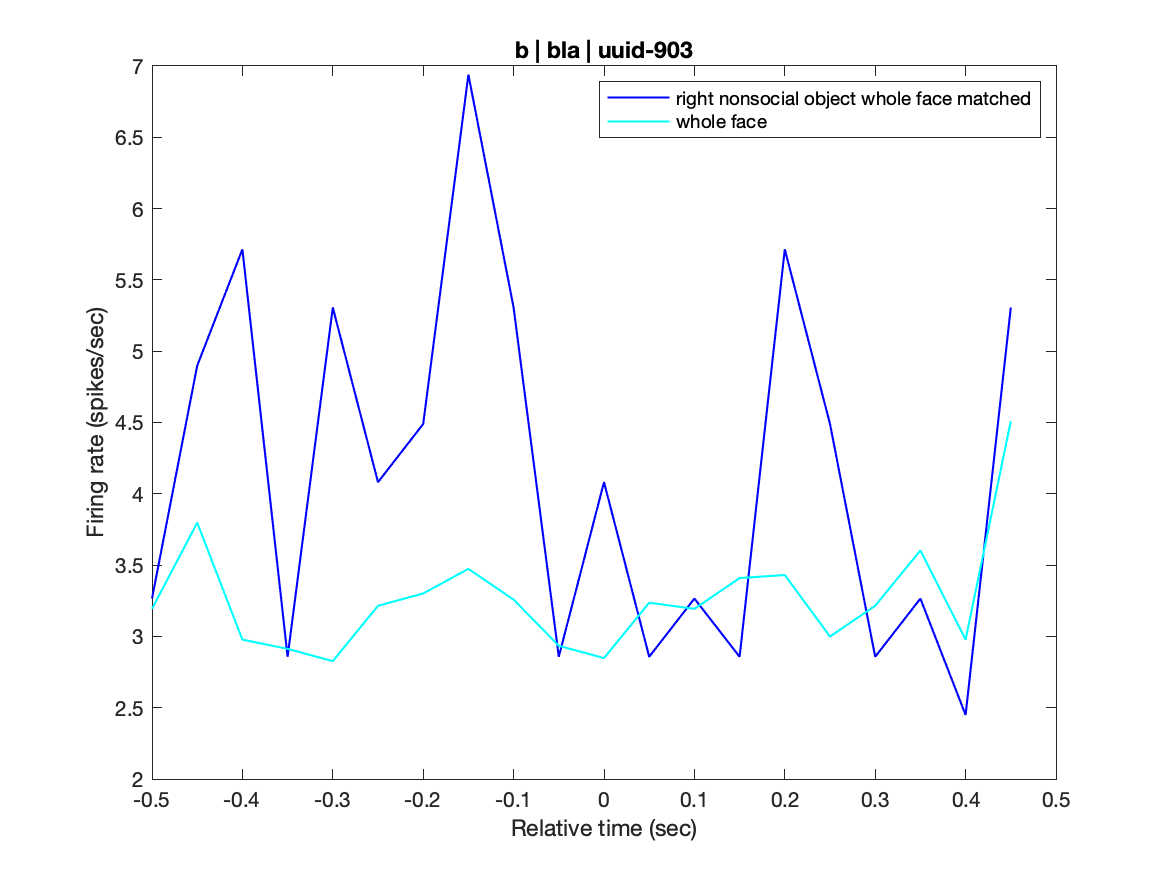 b | bla | uuid-903
right nonsocial object whole face matched
whole face
7
6.5
6
5.5
5
4.5
4
3.5
3
2.5
2
Firing rate (spikes/sec)
-0.5 -0.4 -0.3 -0.2 -0.1 0 0.1 0.2 0.3 0.4 0.5
Relative time (sec)